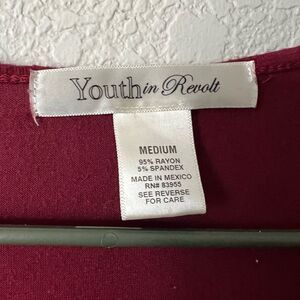 Youth in Revolt
MEDIUM
95% RAYON
5% SPANDEX
MADE IN MEXICO
RN# 83955
SEE REVERSE
FOR CARE